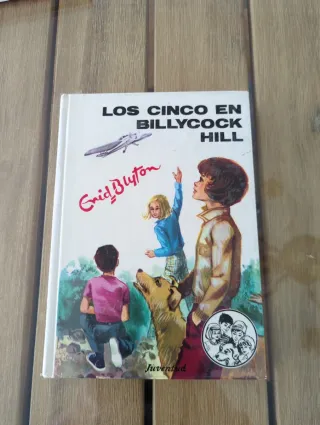 LOS CINCO EN
BILLYCOCK
HILL
Enid Blyton
Juventud